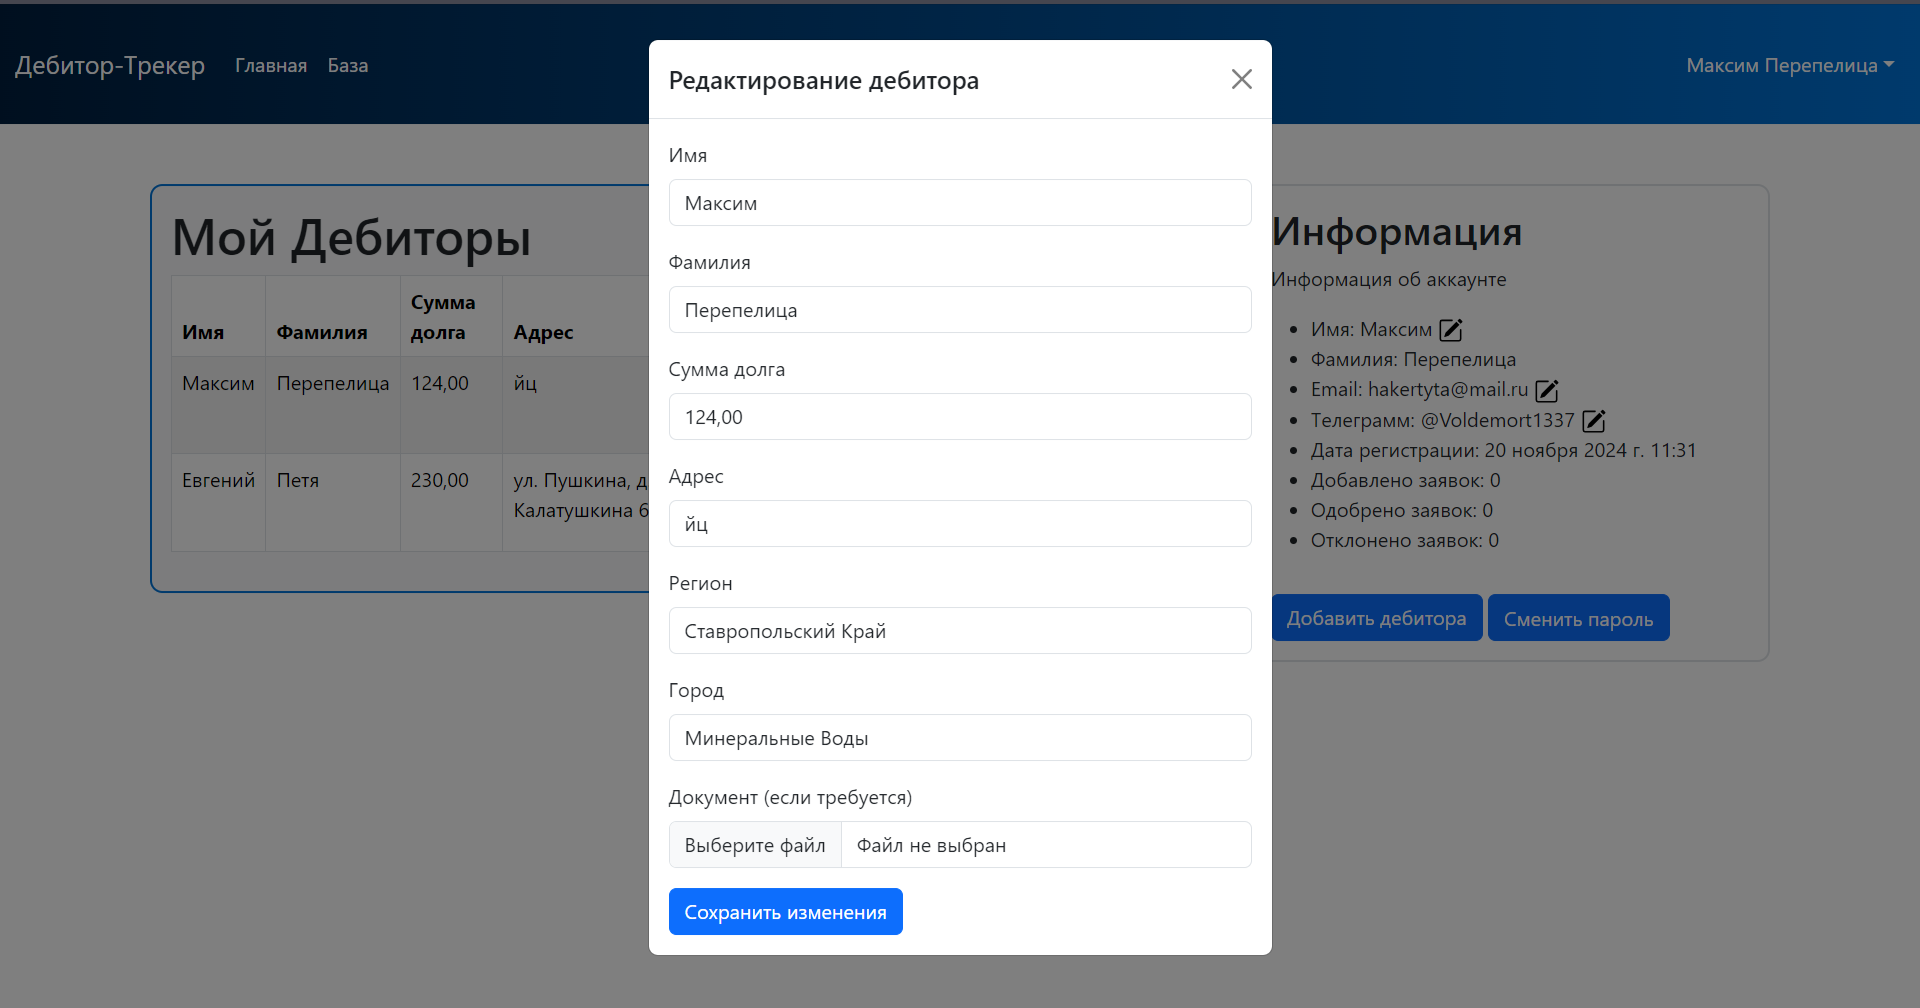 Дебитор-Трекер
Главная
База
Максим Перепелица
Мой Дебиторы
Имя
Фамилия
Сумма
долга
Адрес
Максим
Перепелица
124,00
йц
Евгений
Петя
230,00
ул. Пушкина, д
Калатушкина 6
Редактирование дебитора
Имя
Максим
Фамилия
Перепелица
Сумма долга
124,00
Адрес
йц
Регион
Ставропольский Край
Город
Минеральные Воды
Документ (если требуется)
Выберите файл
Файл не выбран
Сохранить изменения
Информация
Информация об аккаунте
Имя: Максим
Фамилия: Перепелица
Email: hakertyta@mail.ru
Телеграмм: @Voldemort1337
Дата регистрации: 20 ноября 2024 г. 11:31
Добавлено заявок: 0
Одобрено заявок: 0
Отклонено заявок: 0
Добавить дебитора
Сменить пароль